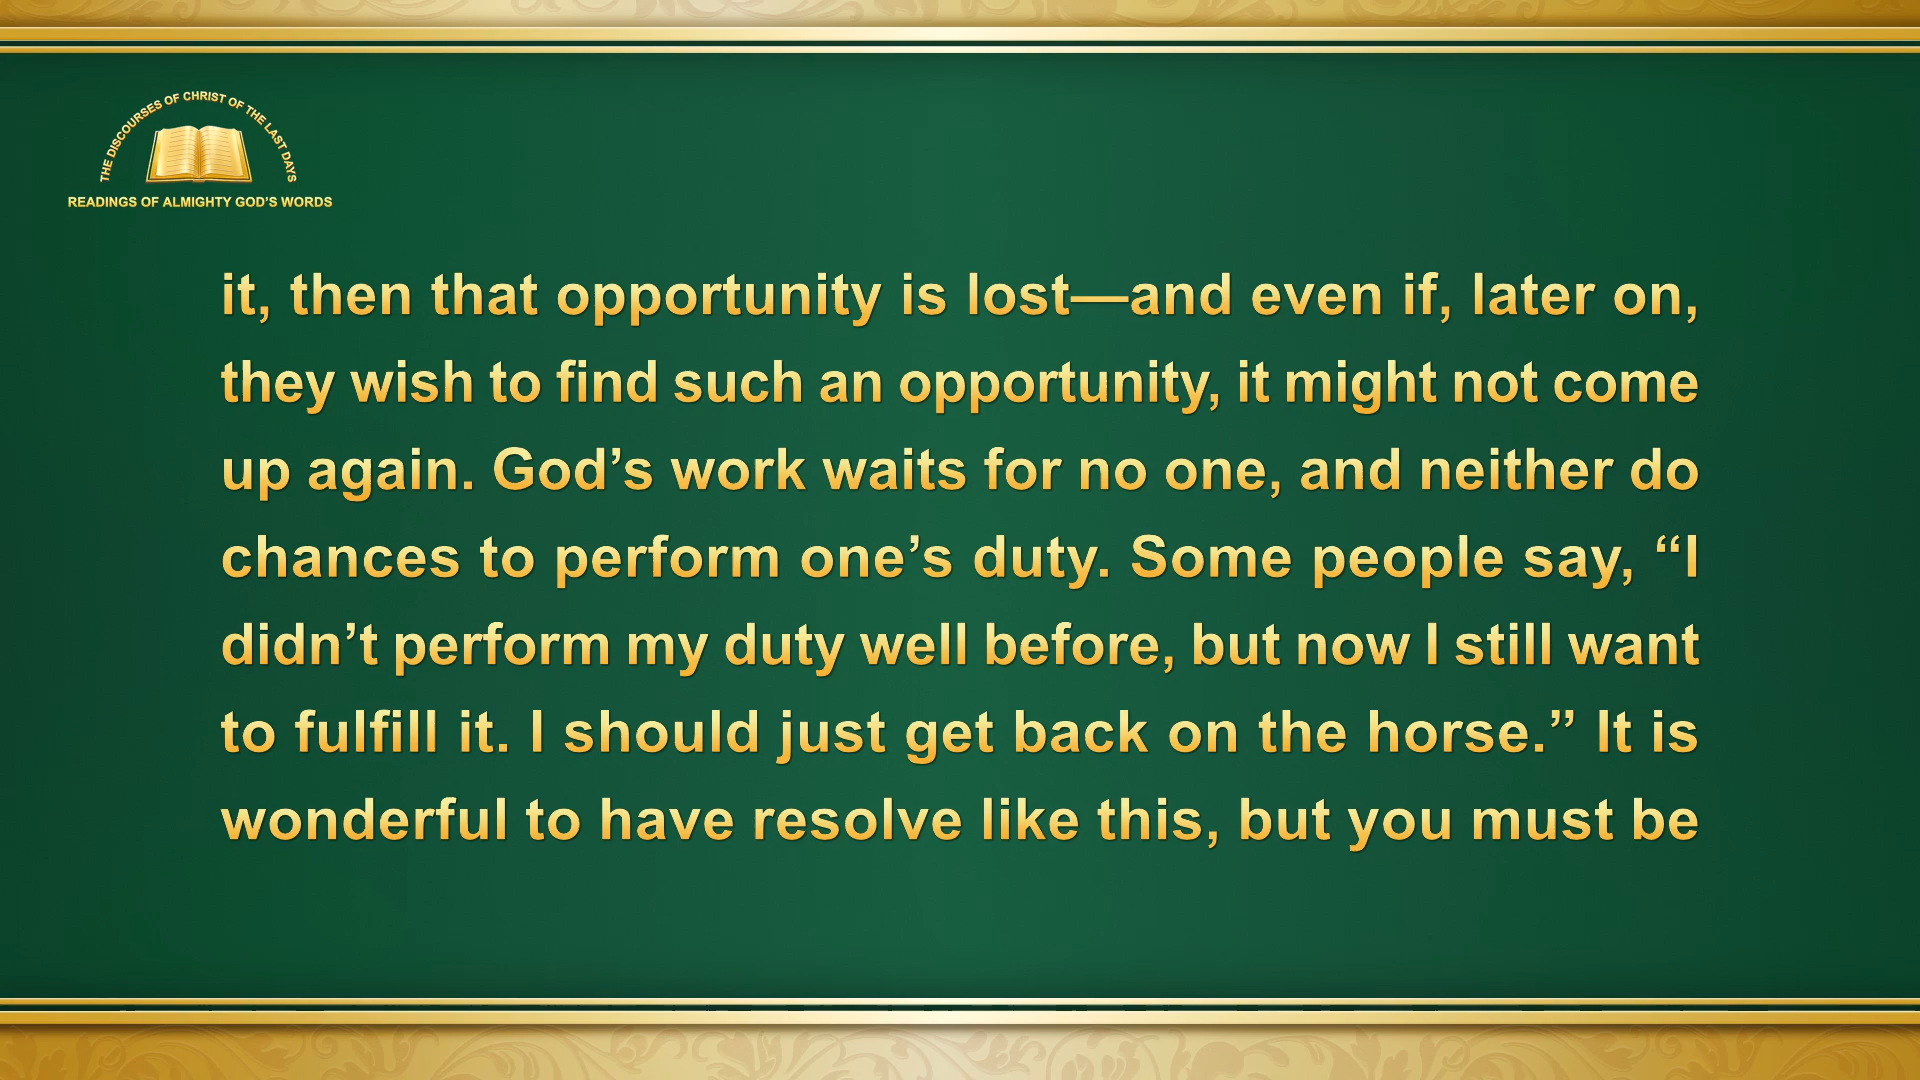 THE DISCOURSES OF CHRIST OF THE LAST DAYS
READINGS OF ALMIGHTY GOD’S WORDS
it, then that opportunity is lost—and even if, later on,
they wish to find such an opportunity, it might not come
up again. God’s work waits for no one, and neither do
chances to perform one’s duty. Some people say, “I
didn’t perform my duty well before, but now I still want
to fulfill it. I should just get back on the horse.” It is
wonderful to have resolve like this, but you must be